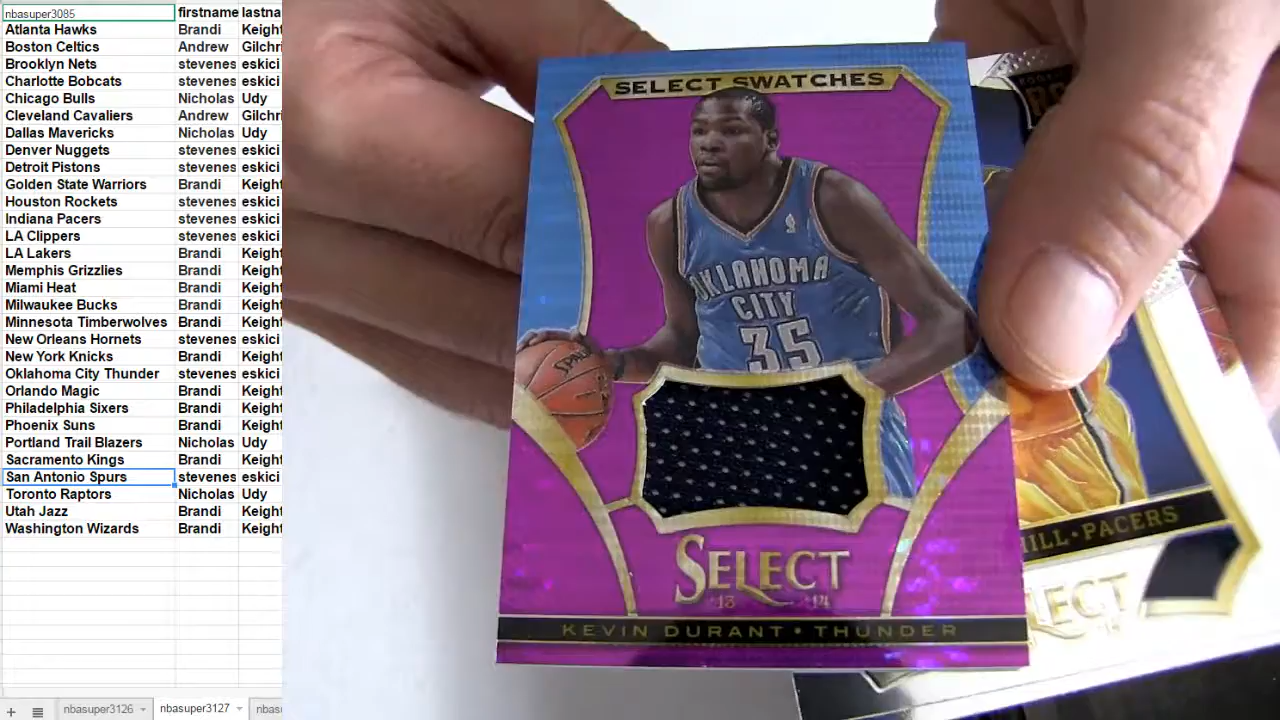 nbasuper3085 firstname lastna
Atlanta Hawks Brandi Keight
Boston Celtics Andrew Gilchri
Brooklyn Nets stevenes eskici
Charlotte Bobcats stevenes eskici
Chicago Bulls Nicholas Udy
Cleveland Cavaliers Andrew Gilchri
Dallas Mavericks Nicholas Udy
Denver Nuggets stevenes eskici
Detroit Pistons stevenes eskici
Golden State Warriors Brandi Keight
Houston Rockets stevenes eskici
Indiana Pacers stevenes eskici
LA Clippers stevenes eskici
LA Lakers Brandi Keight
Memphis Grizzlies Brandi Keight
Miami Heat Brandi Keight
Milwaukee Bucks Brandi Keight
Minnesota Timberwolves Brandi Keight
New Orleans Hornets stevenes eskici
New York Knicks Brandi Keight
Oklahoma City Thunder stevenes eskici
Orlando Magic Brandi Keight
Philadelphia Sixers Brandi Keight
Phoenix Suns Brandi Keight
Portland Trail Blazers Nicholas Udy
Sacramento Kings Brandi Keight
San Antonio Spurs stevenes eskici
Toronto Raptors Nicholas Udy
Utah Jazz Brandi Keight
Washington Wizards Brandi Keight
nbasuper3126 nbasuper3127 nbas
SELECT SWATCHES
OKLAHOMA
CITY
35
SPALDING
SELECT
13 14
KEVIN DURANT • THUNDER
HILL • PACERS
LECT